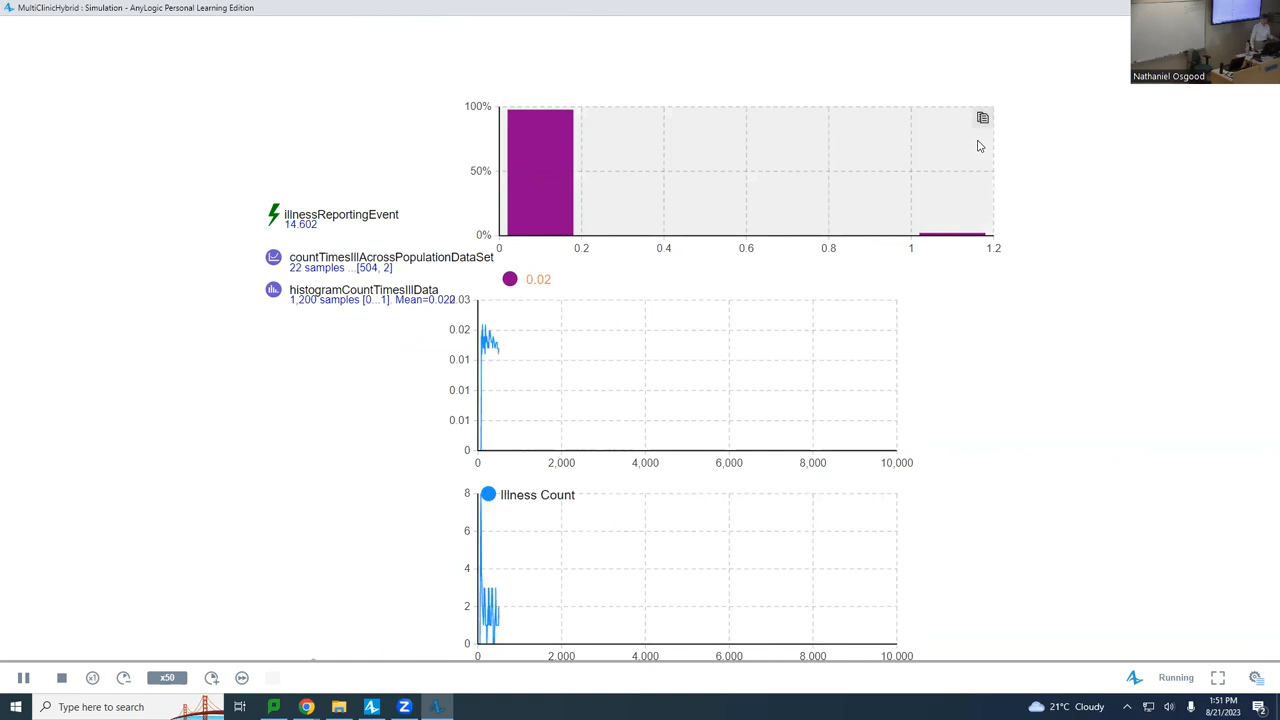 MultiClinicHybrid : Simulation - AnyLogic Personal Learning Edition
Nathaniel Osgood
100%
50%
0%
0 0.2 0.4 0.6 0.8 1 1.2
0.02
illnessReportingEvent
14.602
countTimesIllAcrossPopulationDataSet
22 samples ...[504, 2]
histogramCountTimesIllData
1,200 samples [0...1]. Mean=0.022
0.03
0.02
0.01
0.01
0.01
0
0 2,000 4,000 6,000 8,000 10,000
Illness Count
8
6
4
2
0
0 2,000 4,000 6,000 8,000 10,000
x1
x50
Running
Type here to search
21°C Cloudy
1:51 PM
8/21/2023
2